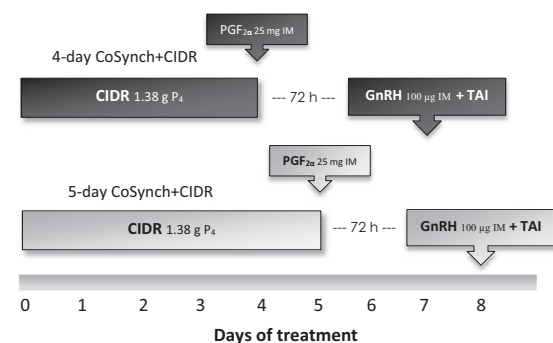 PGF2α 25 mg IM
4-day CoSynch+CIDR
CIDR 1.38 g P4
--- 72 h ---
GnRH 100 µg IM + TAI
PGF2α 25 mg IM
5-day CoSynch+CIDR
CIDR 1.38 g P4
--- 72 h ---
GnRH 100 µg IM + TAI
0 1 2 3 4 5 6 7 8
Days of treatment